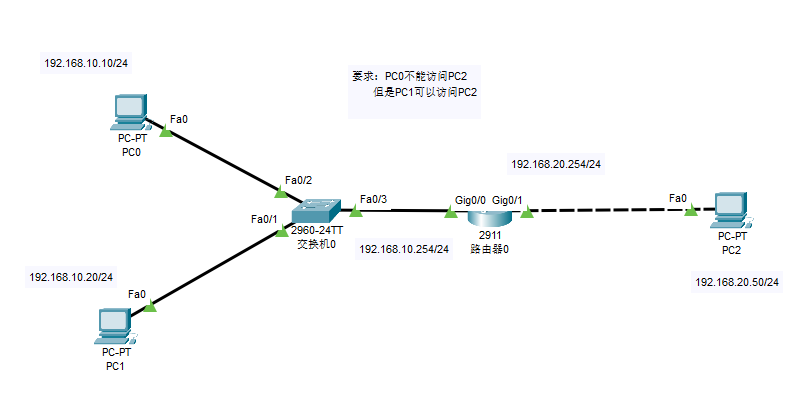 192.168.10.10/24
要求：PC0不能访问PC2
但是PC1可以访问PC2
Fa0
PC-PT
PC0
192.168.20.254/24
Fa0/2
Fa0/3
Gig0/0
Gig0/1
Fa0
Fa0/1
2960-24TT
交换机0
2911
路由器0
PC-PT
PC2
192.168.10.254/24
192.168.10.20/24
192.168.20.50/24
Fa0
PC-PT
PC1